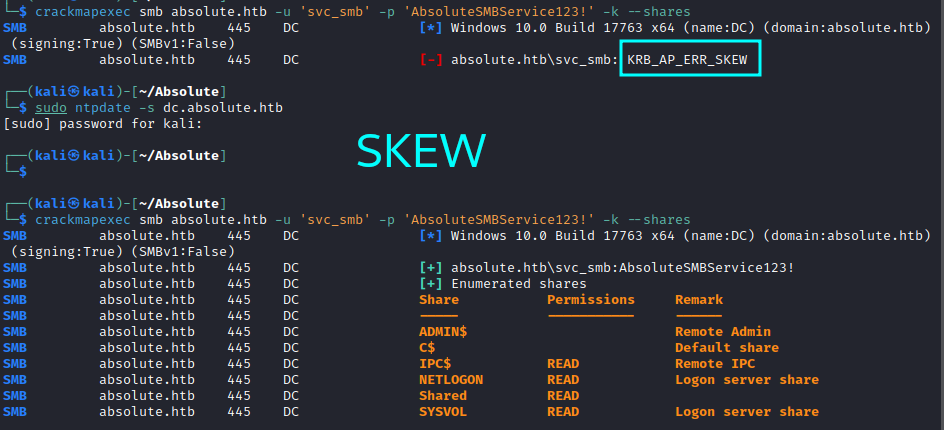 └─$ crackmapexec smb absolute.htb -u 'svc_smb' -p 'AbsoluteSMBService123!' -k --shares
SMB absolute.htb 445 DC [*] Windows 10.0 Build 17763 x64 (name:DC) (domain:absolute.htb)
(signing:True) (SMBv1:False)
SMB absolute.htb 445 DC [-] absolute.htb\svc_smb: KRB_AP_ERR_SKEW
┌──(kali㉿kali)-[~/Absolute]
└─$ sudo ntpdate -s dc.absolute.htb
[sudo] password for kali:
SKEW
┌──(kali㉿kali)-[~/Absolute]
└─$
┌──(kali㉿kali)-[~/Absolute]
└─$ crackmapexec smb absolute.htb -u 'svc_smb' -p 'AbsoluteSMBService123!' -k --shares
SMB absolute.htb 445 DC [*] Windows 10.0 Build 17763 x64 (name:DC) (domain:absolute.htb)
(signing:True) (SMBv1:False)
SMB absolute.htb 445 DC [+] absolute.htb\svc_smb:AbsoluteSMBService123!
SMB absolute.htb 445 DC [+] Enumerated shares
SMB absolute.htb 445 DC Share Permissions Remark
SMB absolute.htb 445 DC ----- ----------- ------
SMB absolute.htb 445 DC ADMIN$ Remote Admin
SMB absolute.htb 445 DC C$ Default share
SMB absolute.htb 445 DC IPC$ READ Remote IPC
SMB absolute.htb 445 DC NETLOGON READ Logon server share
SMB absolute.htb 445 DC Shared READ
SMB absolute.htb 445 DC SYSVOL READ Logon server share